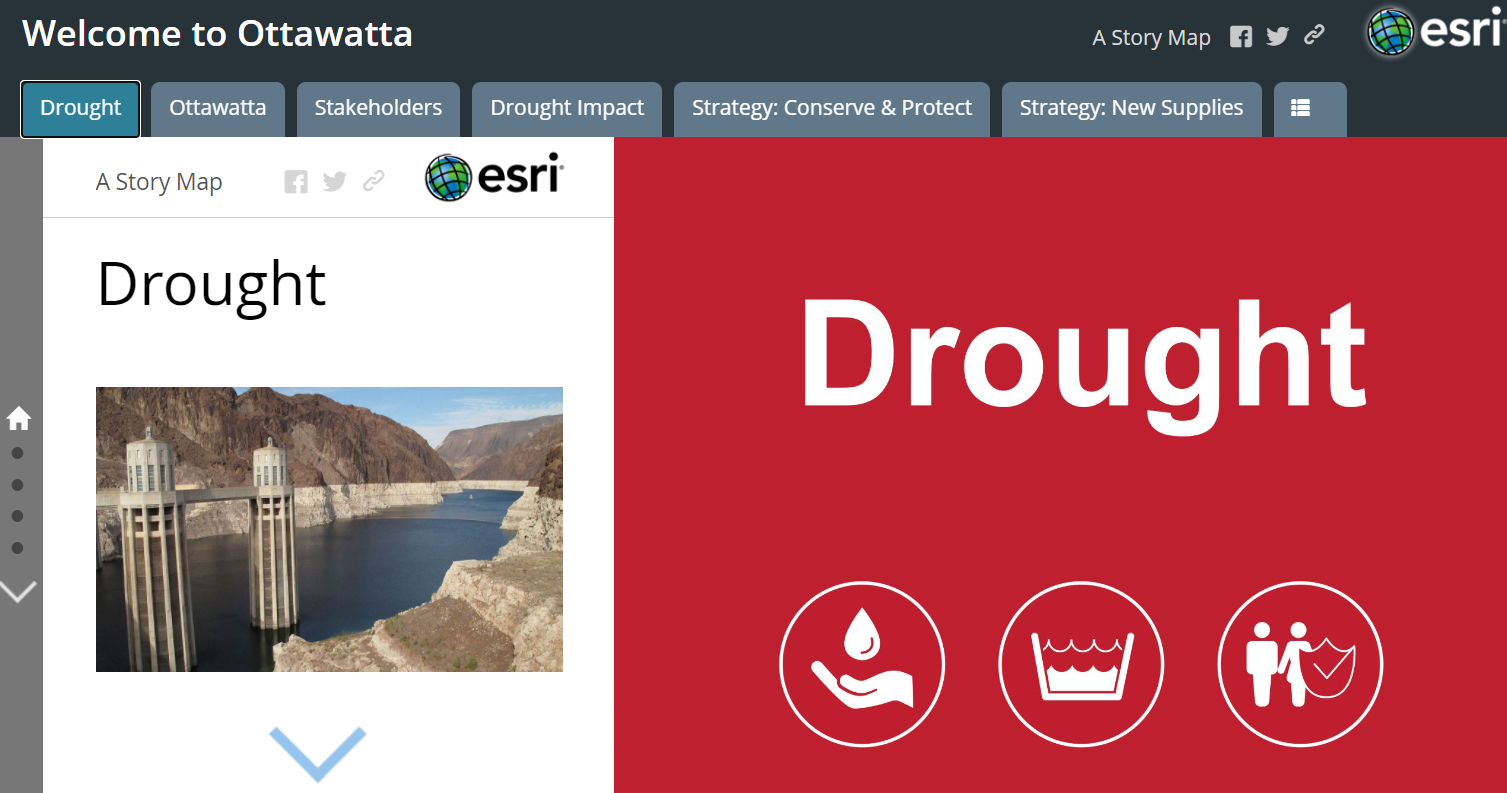 Welcome to Ottawatta
A Story Map
esri
Drought
Ottawatta
Stakeholders
Drought Impact
Strategy: Conserve & Protect
Strategy: New Supplies
A Story Map
esri
Drought
Drought